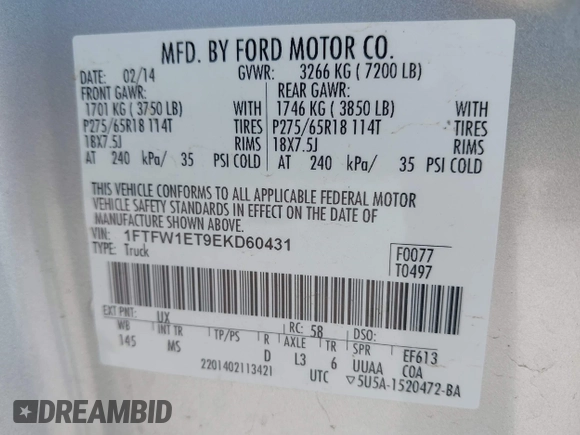 MFD. BY FORD MOTOR CO.
DATE: 02/14 GVWR: 3266 KG ( 7200 LB)
FRONT GAWR: REAR GAWR:
1701 KG ( 3750 LB) WITH 1746 KG ( 3850 LB) WITH
P275/65R18 114T TIRES P275/65R18 114T TIRES
18X7.5J RIMS 18X7.5J RIMS
AT 240 kPa/ 35 PSI COLD AT 240 kPa/ 35 PSI COLD
THIS VEHICLE CONFORMS TO ALL APPLICABLE FEDERAL MOTOR
VEHICLE SAFETY STANDARDS IN EFFECT ON THE DATE OF
MANUFACTURE SHOWN ABOVE.
VIN: 1FTFW1ET9EKD60431
TYPE: Truck
F0077
T0497
EXT PNT: UX RC: 58 DSO:
WB INT TR TP/PS R AXLE TR SPR EF613
145 MS D L3 6 UUAA COA
2201402113421 UTC ▽5U5A-1520472-BA
DREAMBID